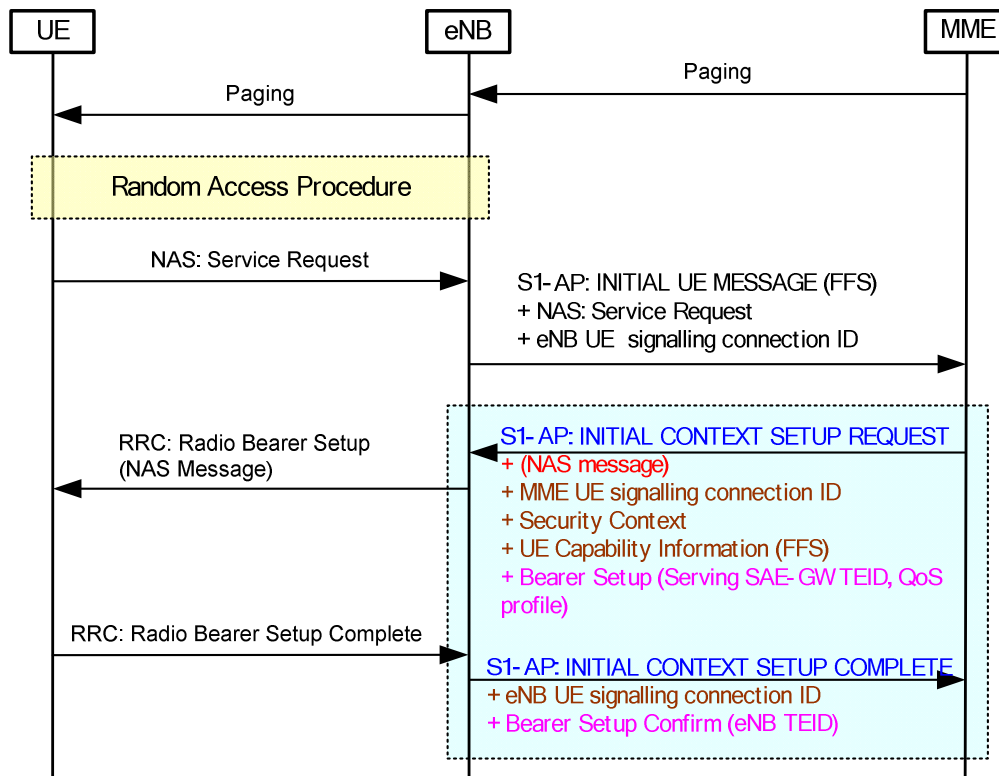 UE
eNB
MME
Paging
Paging
Random Access Procedure
NAS: Service Request
S1-AP: INITIAL UE MESSAGE (FFS)
+ NAS: Service Request
+ eNB UE signalling connection ID
RRC: Radio Bearer Setup
(NAS Message)
S1-AP: INITIAL CONTEXT SETUP REQUEST
+ (NAS message)
+ MME UE signalling connection ID
+ Security Context
+ UE Capability Information (FFS)
+ Bearer Setup (Serving SAE-GW TEID, QoS
profile)
RRC: Radio Bearer Setup Complete
S1-AP: INITIAL CONTEXT SETUP COMPLETE
+ eNB UE signalling connection ID
+ Bearer Setup Confirm (eNB TEID)